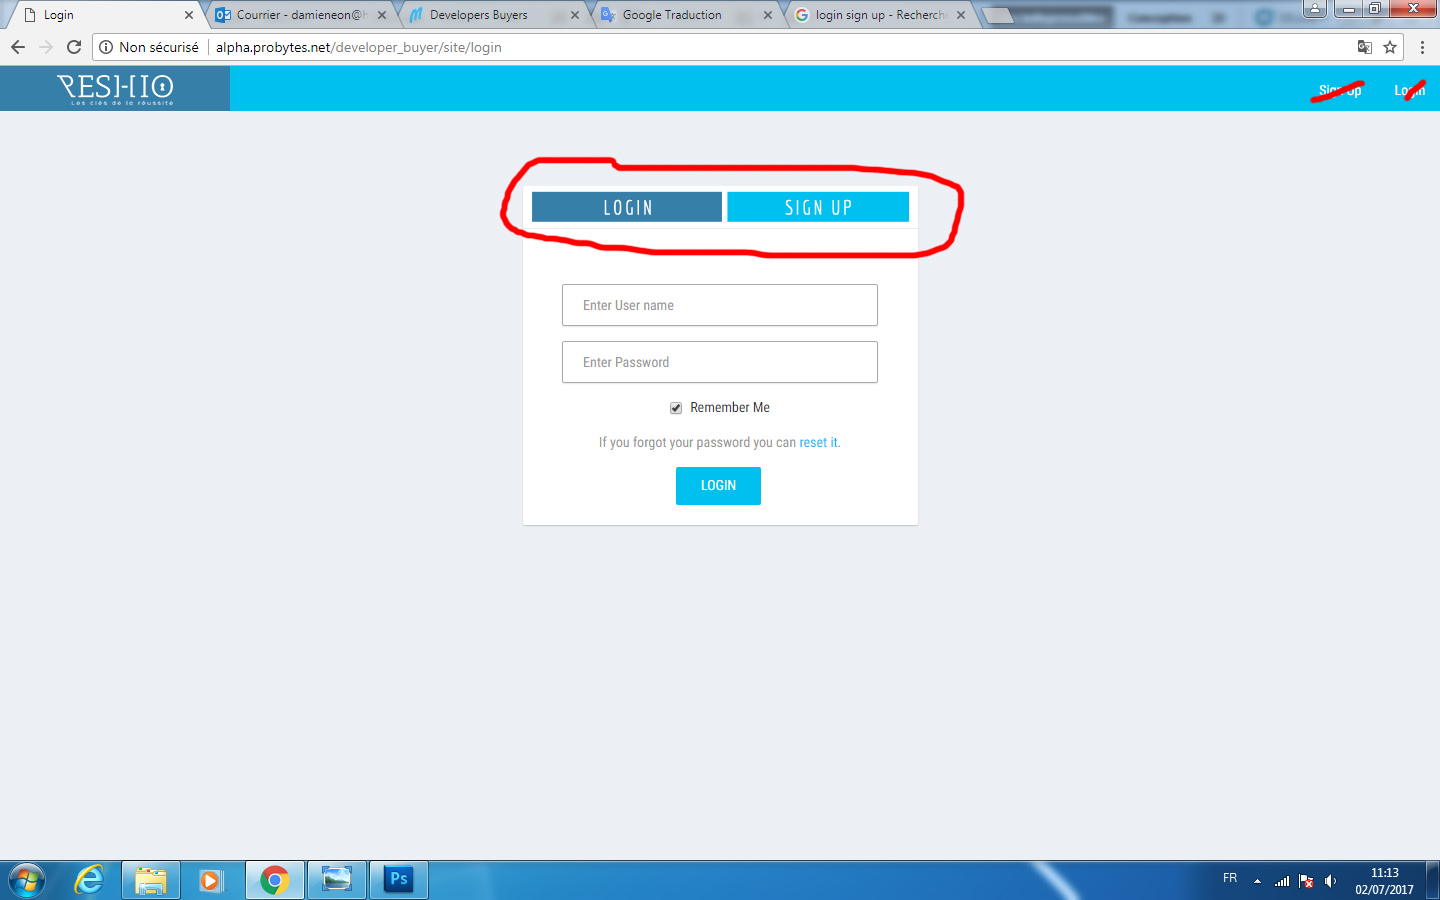 Login
Courrier - damieneon@h
Developers Buyers
Google Traduction
login sign up - Recherche
Non sécurisé
alpha.probytes.net/developer_buyer/site/login
RESHIO
Les clés de la réussite
Sign Up
Login
LOGIN
SIGN UP
Enter User name
Enter Password
Remember Me
If you forgot your password you can reset it.
LOGIN
Ps
FR
11:13
02/07/2017